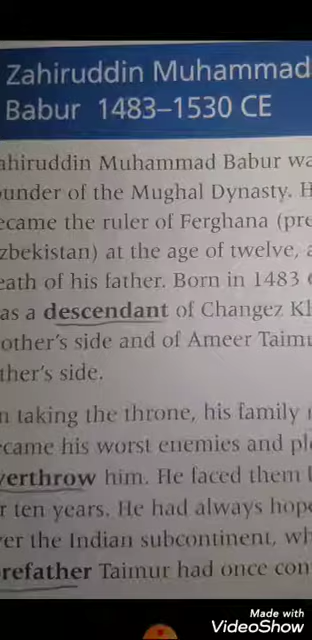 Zahiruddin Muhammad
Babur 1483–1530 CE
ahiruddin Muhammad Babur wa
ounder of the Mughal Dynasty. H
ecame the ruler of Ferghana (pre
zbekistan) at the age of twelve, a
eath of his father. Born in 1483
as a descendant of Changez Kh
other's side and of Ameer Taimu
ther's side.
n taking the throne, his family
ecame his worst enemies and pl
verthrow him. He faced them
r ten years. He had always hope
er the Indian subcontinent, wh
refather Taimur had once con
Made with
VideoShow